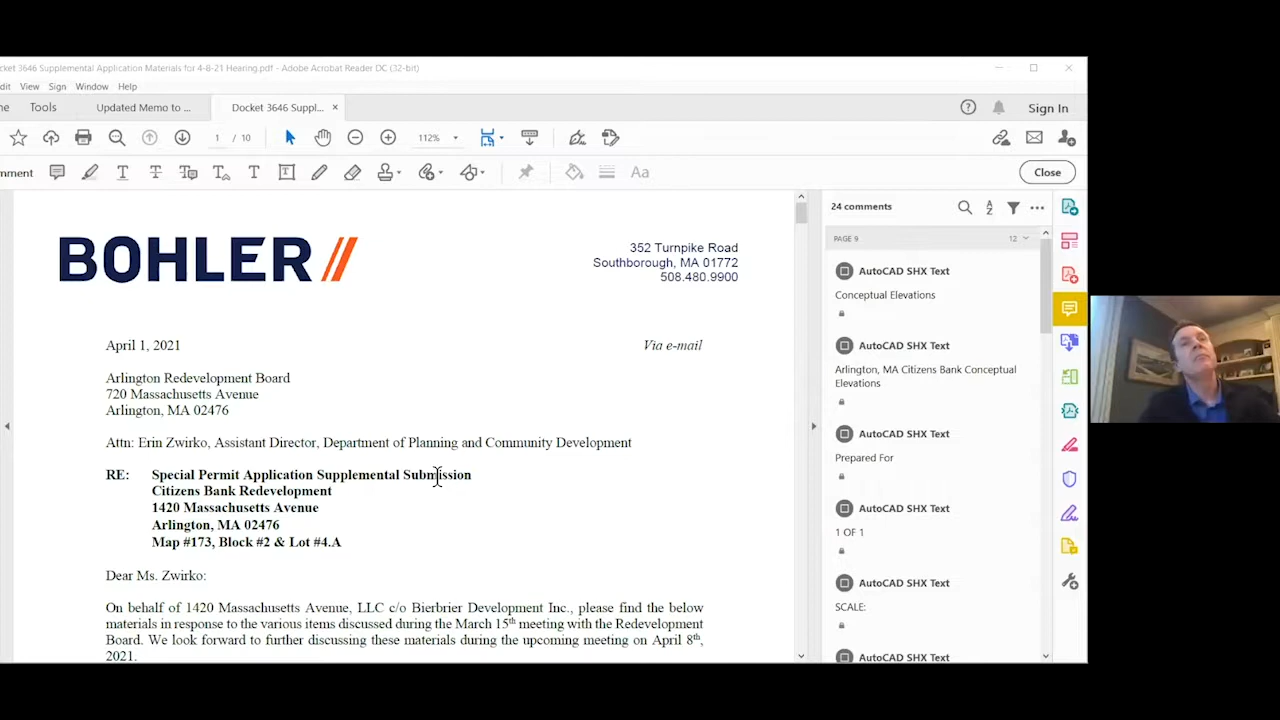 cket 3646 Supplemental Application Materials for 4-8-21 Hearing.pdf - Adobe Acrobat Reader DC (32-bit)
dit View Sign Window Help
ne Tools Updated Memo to ... Docket 3646 Suppl... × Sign In
1 / 10 112%
mment Aa Close
BOHLER//
352 Turnpike Road
Southborough, MA 01772
508.480.9900
April 1, 2021 Via e-mail
Arlington Redevelopment Board
720 Massachusetts Avenue
Arlington, MA 02476
Attn: Erin Zwirko, Assistant Director, Department of Planning and Community Development
RE: Special Permit Application Supplemental Submission
Citizens Bank Redevelopment
1420 Massachusetts Avenue
Arlington, MA 02476
Map #173, Block #2 & Lot #4.A
Dear Ms. Zwirko:
On behalf of 1420 Massachusetts Avenue, LLC c/o Bierbrier Development Inc., please find the below
materials in response to the various items discussed during the March 15th meeting with the Redevelopment
Board. We look forward to further discussing these materials during the upcoming meeting on April 8th,
2021.
24 comments
PAGE 9 12
AutoCAD SHX Text
Conceptual Elevations
AutoCAD SHX Text
Arlington, MA Citizens Bank Conceptual
Elevations
AutoCAD SHX Text
Prepared For
AutoCAD SHX Text
1 OF 1
AutoCAD SHX Text
SCALE:
AutoCAD SHX Text